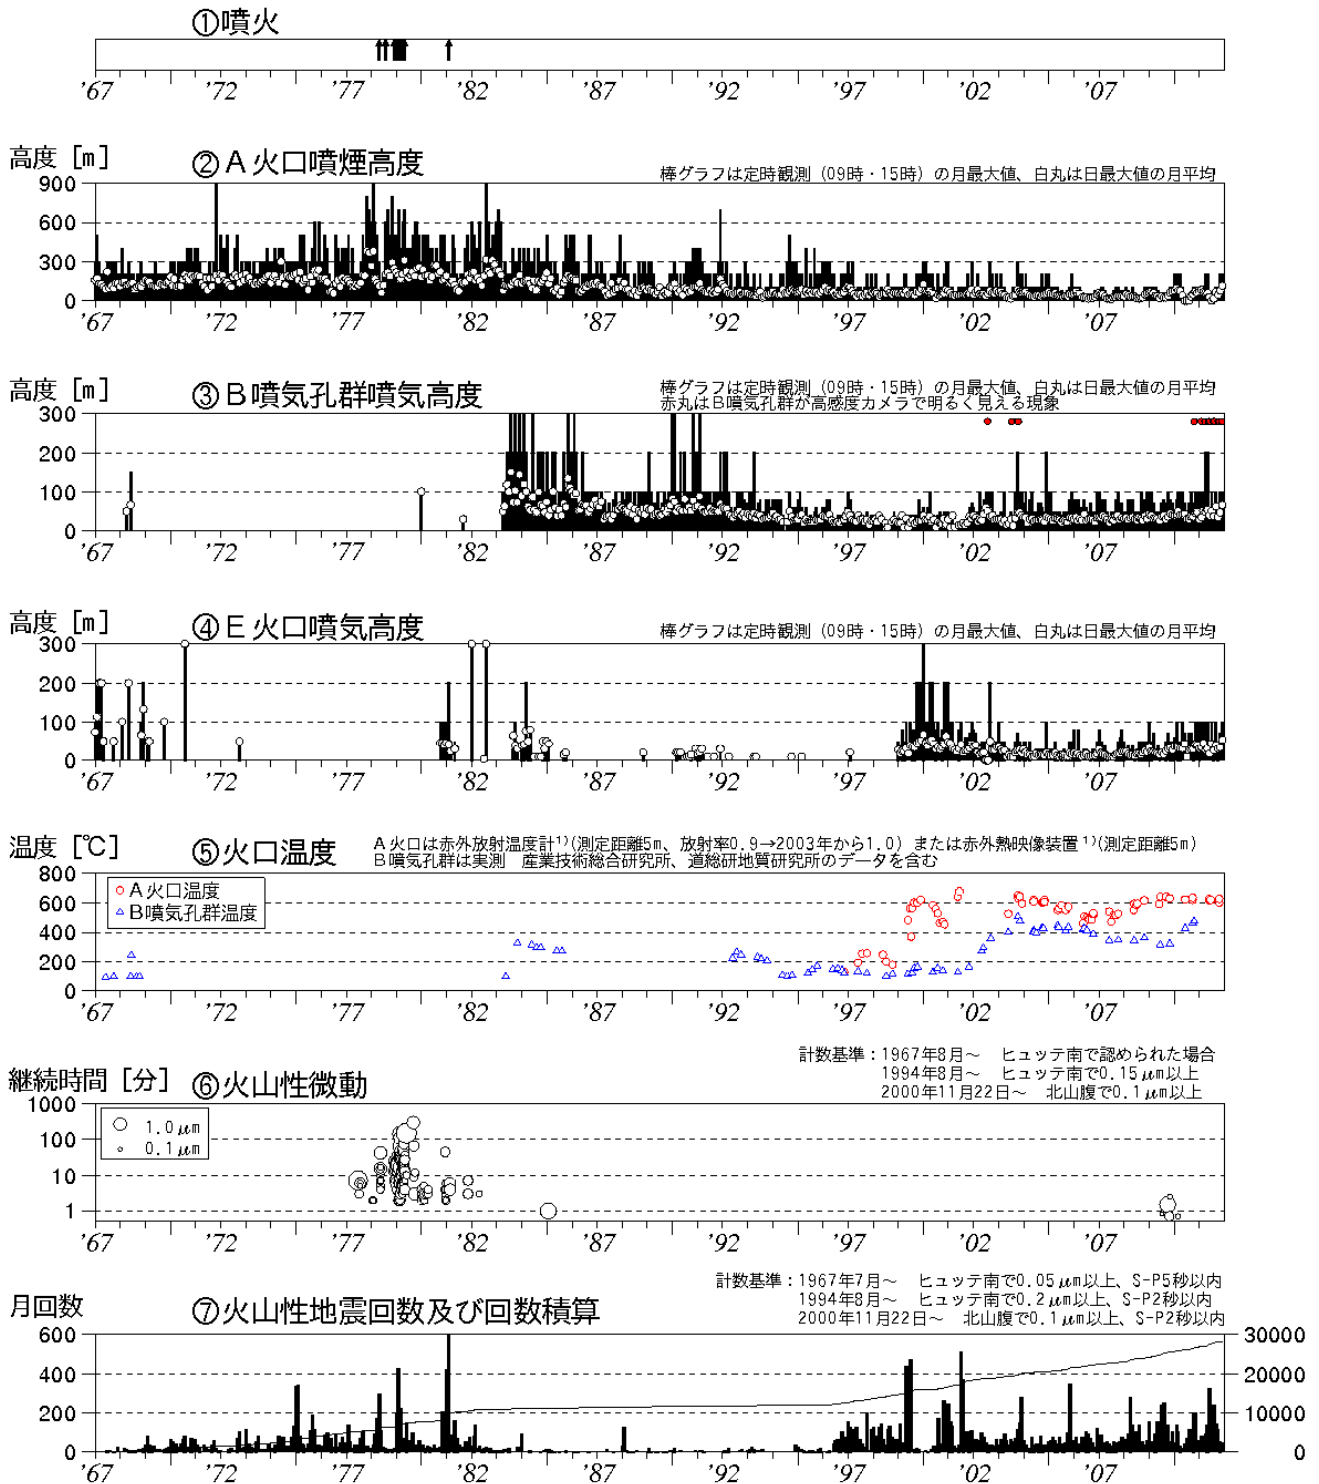 ①噴火
'67 '72 '77 '82 '87 '92 '97 '02 '07
高度 [m] ②A火口噴煙高度
棒グラフは定時観測 (09時・15時) の月最大値、白丸は日最大値の月平均
900
600
300
0
'67 '72 '77 '82 '87 '92 '97 '02 '07
高度 [m] ③B噴気孔群噴気高度
棒グラフは定時観測 (09時・15時) の月最大値、白丸は日最大値の月平均
赤丸はB噴気孔群が高感度カメラで明るく見える現象
300
200
100
0
'67 '72 '77 '82 '87 '92 '97 '02 '07
高度 [m] ④E火口噴気高度
棒グラフは定時観測 (09時・15時) の月最大値、白丸は日最大値の月平均
300
200
100
0
'67 '72 '77 '82 '87 '92 '97 '02 '07
温度 [℃] ⑤火口温度
A火口は赤外放射温度計1)(測定距離5m、放射率0.9→2003年から1.0) または赤外熱映像装置1)(測定距離5m)
B噴気孔群は実測 産業技術総合研究所、道総研地質研究所のデータを含む
800
A火口温度
B噴気孔群温度
600
400
200
0
'67 '72 '77 '82 '87 '92 '97 '02 '07
計数基準：1967年8月～ ヒュッテ南で認められた場合
1994年8月～ ヒュッテ南で0.15μm以上
2000年11月22日～ 北山腹で0.1μm以上
継続時間 [分] ⑥火山性微動
1000
1.0μm
0.1μm
100
10
1
'67 '72 '77 '82 '87 '92 '97 '02 '07
計数基準：1967年7月～ ヒュッテ南で0.05μm以上、S-P5秒以内
1994年8月～ ヒュッテ南で0.2μm以上、S-P2秒以内
2000年11月22日～ 北山腹で0.1μm以上、S-P2秒以内
月回数 ⑦火山性地震回数及び回数積算
600 30000
400 20000
200 10000
0 0
'67 '72 '77 '82 '87 '92 '97 '02 '07